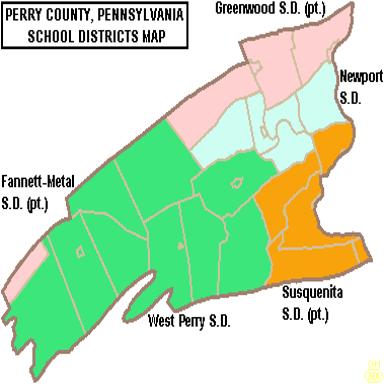 PERRY COUNTY, PENNSYLVANIA
SCHOOL DISTRICTS MAP
Greenwood S.D. (pt.)
Newport
S.D.
Fannett-Metal
S.D. (pt.)
West Perry S.D.
Susquenita
S.D. (pt.)